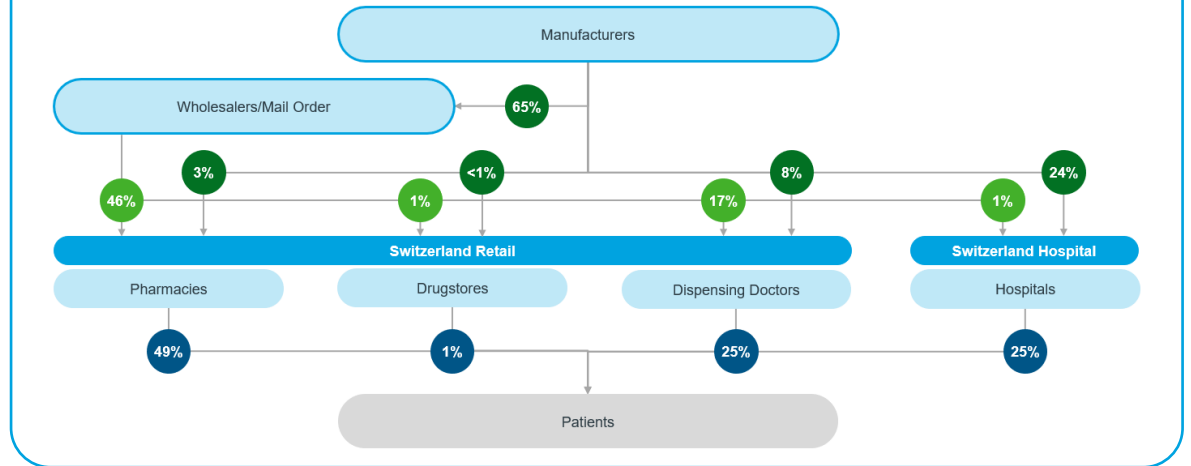 Manufacturers
Wholesalers/Mail Order
65%
3%
<1%
8%
24%
46%
1%
17%
1%
Switzerland Retail
Switzerland Hospital
Pharmacies
Drugstores
Dispensing Doctors
Hospitals
49%
1%
25%
25%
Patients